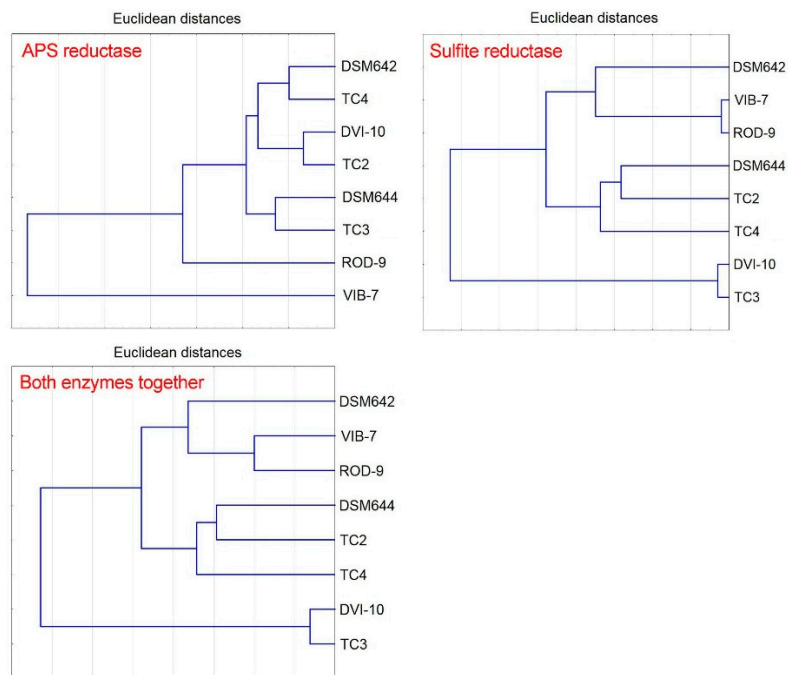 Euclidean distances
APS reductase
DSM642
TC4
DVI-10
TC2
DSM644
TC3
ROD-9
VIB-7
Euclidean distances
Sulfite reductase
DSM642
VIB-7
ROD-9
DSM644
TC2
TC4
DVI-10
TC3
Euclidean distances
Both enzymes together
DSM642
VIB-7
ROD-9
DSM644
TC2
TC4
DVI-10
TC3